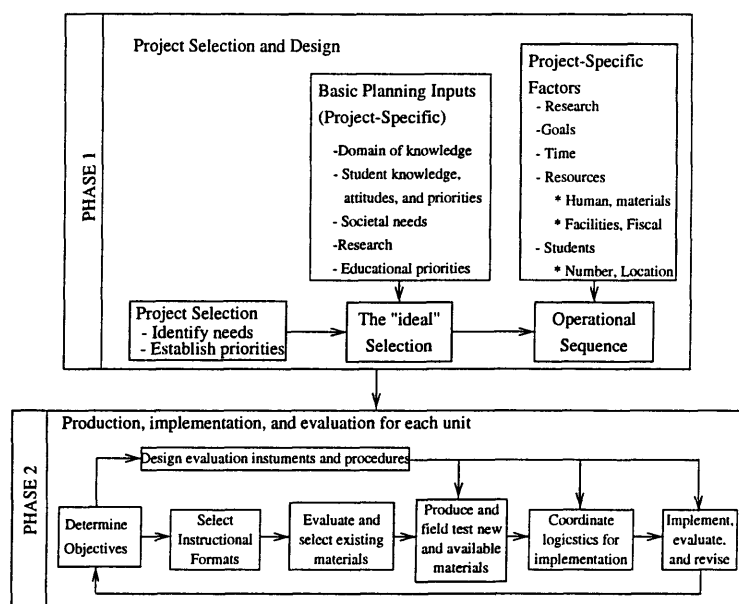 PHASE 1
Project Selection and Design
Basic Planning Inputs
(Project-Specific)
-Domain of knowledge
- Student knowledge,
attitudes, and priorities
- Societal needs
-Research
- Educational priorities
Project-Specific
Factors
- Research
-Goals
- Time
- Resources
* Human, materials
* Facilities, Fiscal
- Students
* Number, Location
Project Selection
- Identify needs
- Establish priorities
The "ideal"
Selection
Operational
Sequence
PHASE 2
Production, implementation, and evaluation for each unit
Design evaluation instuments and procedures
Determine
Objectives
Select
Instructional
Formats
Evaluate and
select existing
materials
Produce and
field test new
and available
materials
Coordinate
logicstics for
implementation
Implement,
evaluate,
and revise